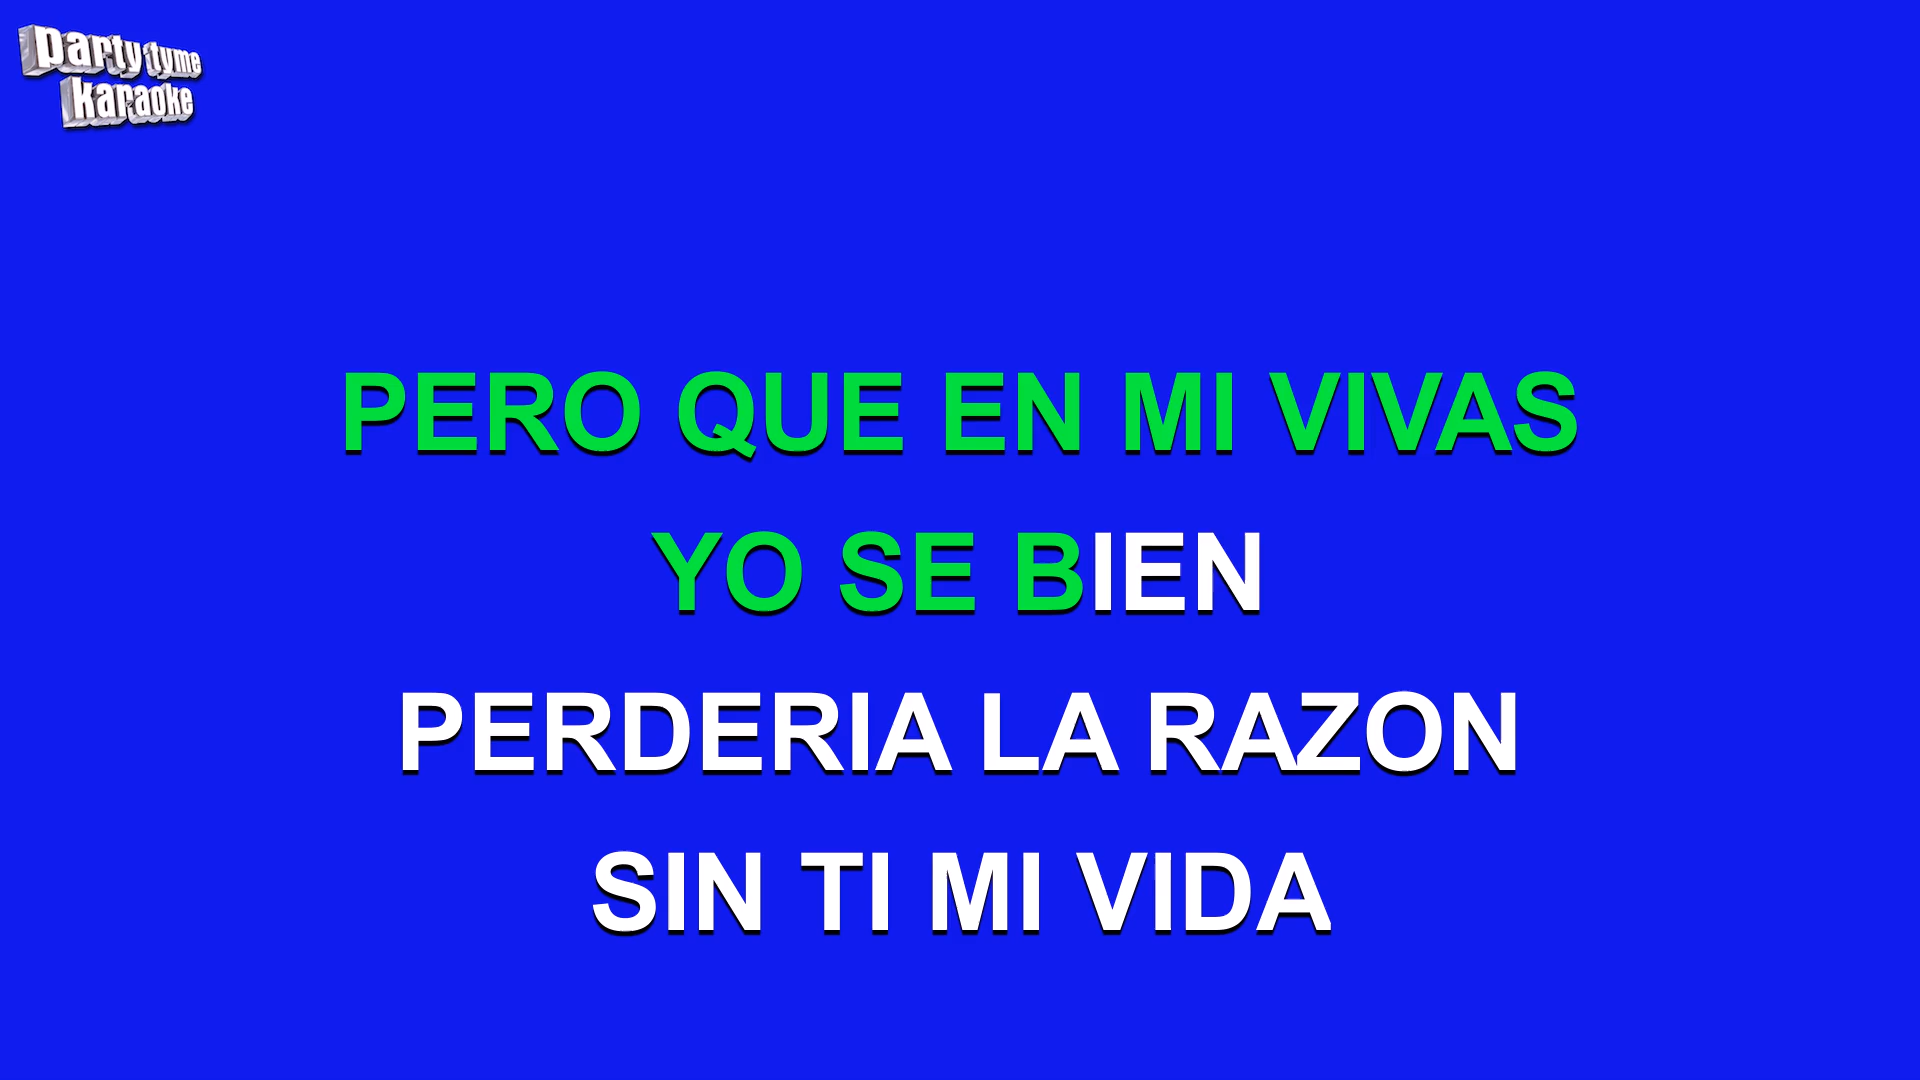 party tyme
karaoke
PERO QUE EN MI VIVAS
YO SE BIEN
PERDERIA LA RAZON
SIN TI MI VIDA